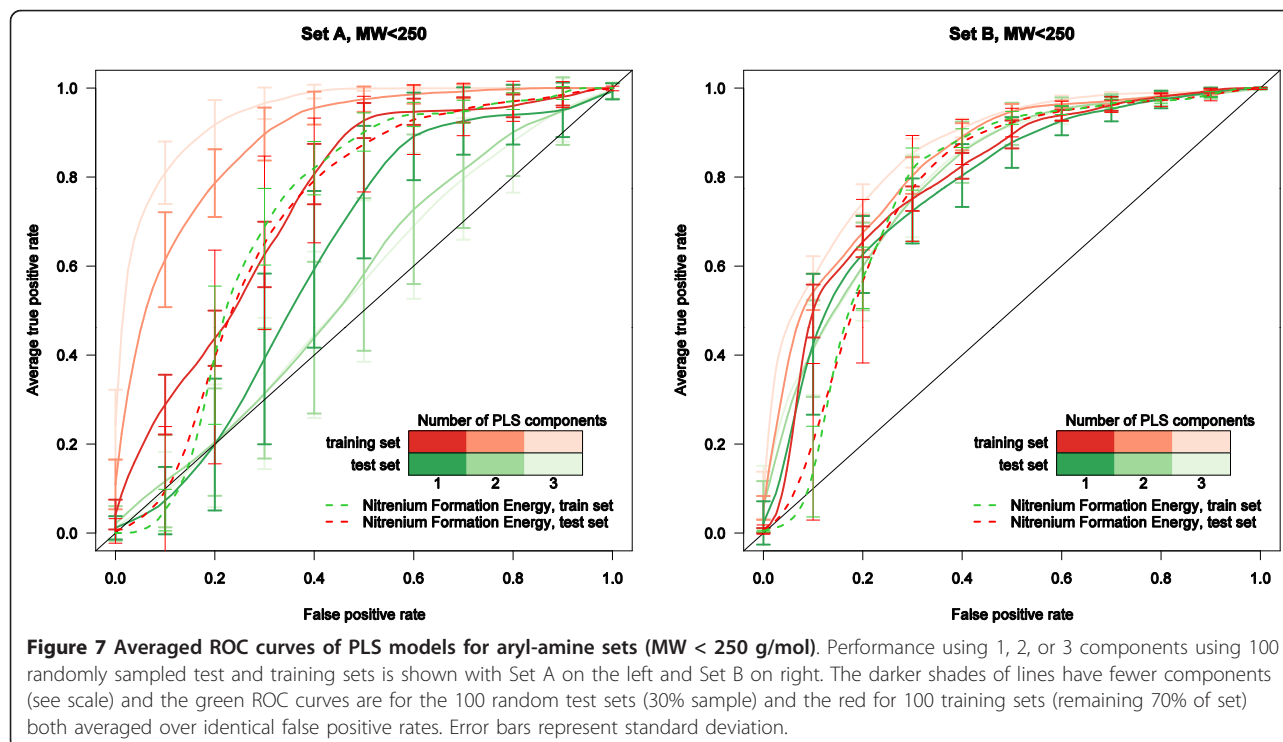 Set A, MW<250
Set B, MW<250
Average true positive rate
1.0
0.8
0.6
0.4
0.2
0.0
0.0 0.2 0.4 0.6 0.8 1.0
False positive rate
Number of PLS components
training set
test set
1 2 3
Nitrenium Formation Energy, train set
Nitrenium Formation Energy, test set
Average true positive rate
1.0
0.8
0.6
0.4
0.2
0.0
0.0 0.2 0.4 0.6 0.8 1.0
False positive rate
Number of PLS components
training set
test set
1 2 3
Nitrenium Formation Energy, train set
Nitrenium Formation Energy, test set
Figure 7 Averaged ROC curves of PLS models for aryl-amine sets (MW < 250 g/mol). Performance using 1, 2, or 3 components using 100
randomly sampled test and training sets is shown with Set A on the left and Set B on right. The darker shades of lines have fewer components
(see scale) and the green ROC curves are for the 100 random test sets (30% sample) and the red for 100 training sets (remaining 70% of set)
both averaged over identical false positive rates. Error bars represent standard deviation.